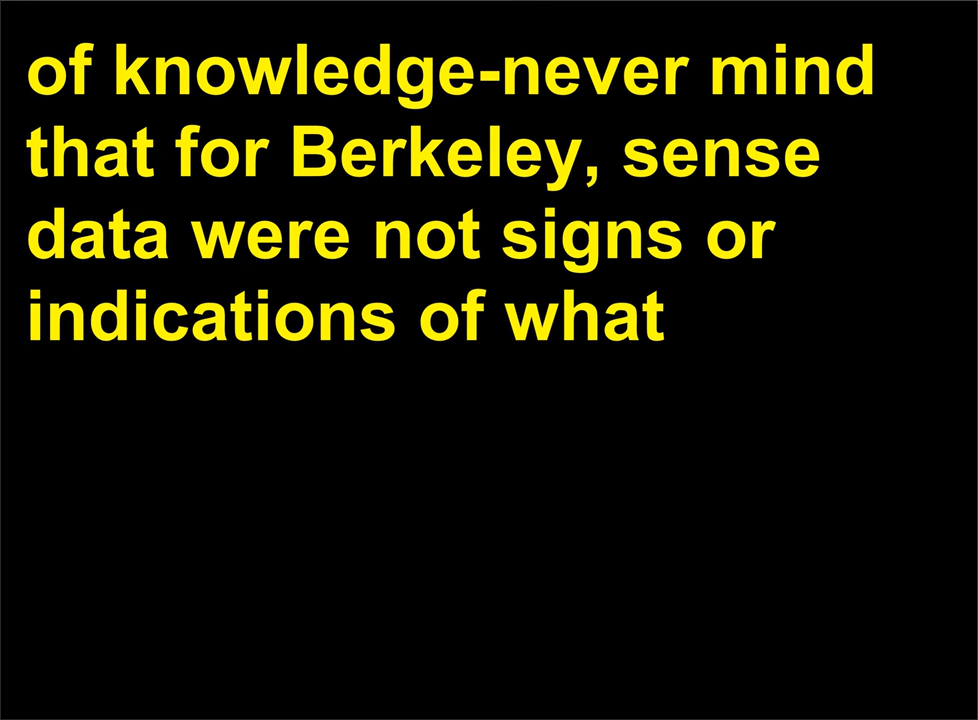 of knowledge-never mind
that for Berkeley, sense
data were not signs or
indications of what